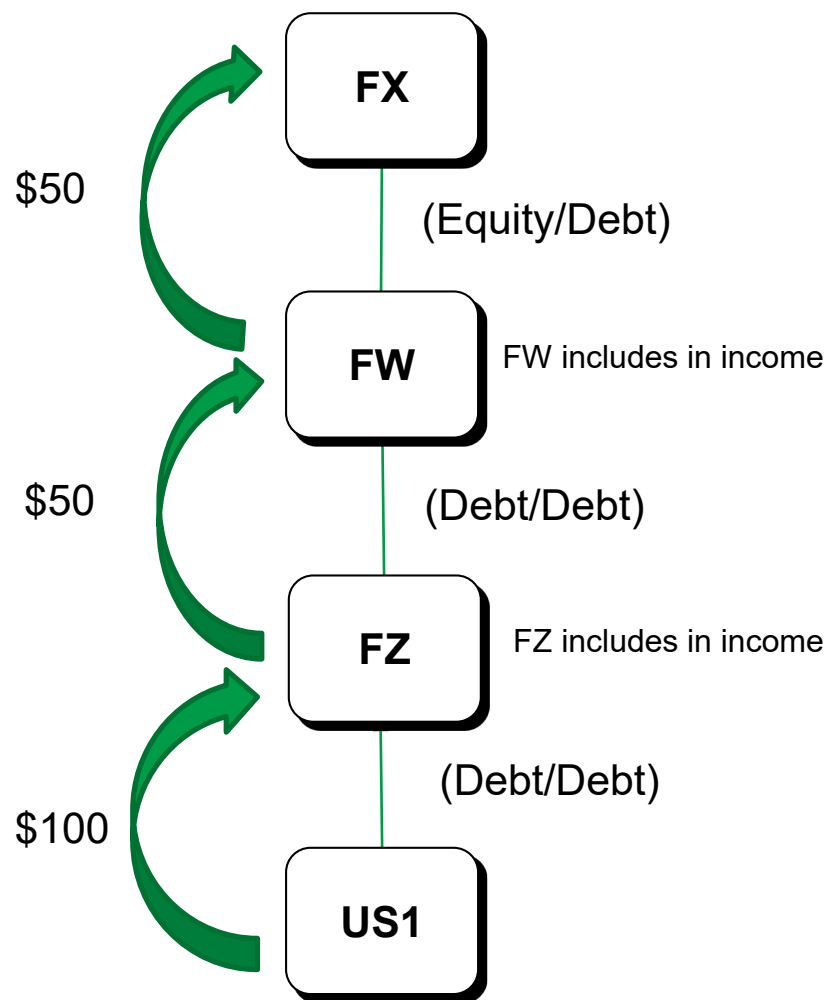 FX
$50
(Equity/Debt)
FW
FW includes in income
$50
(Debt/Debt)
FZ
FZ includes in income
(Debt/Debt)
$100
US1